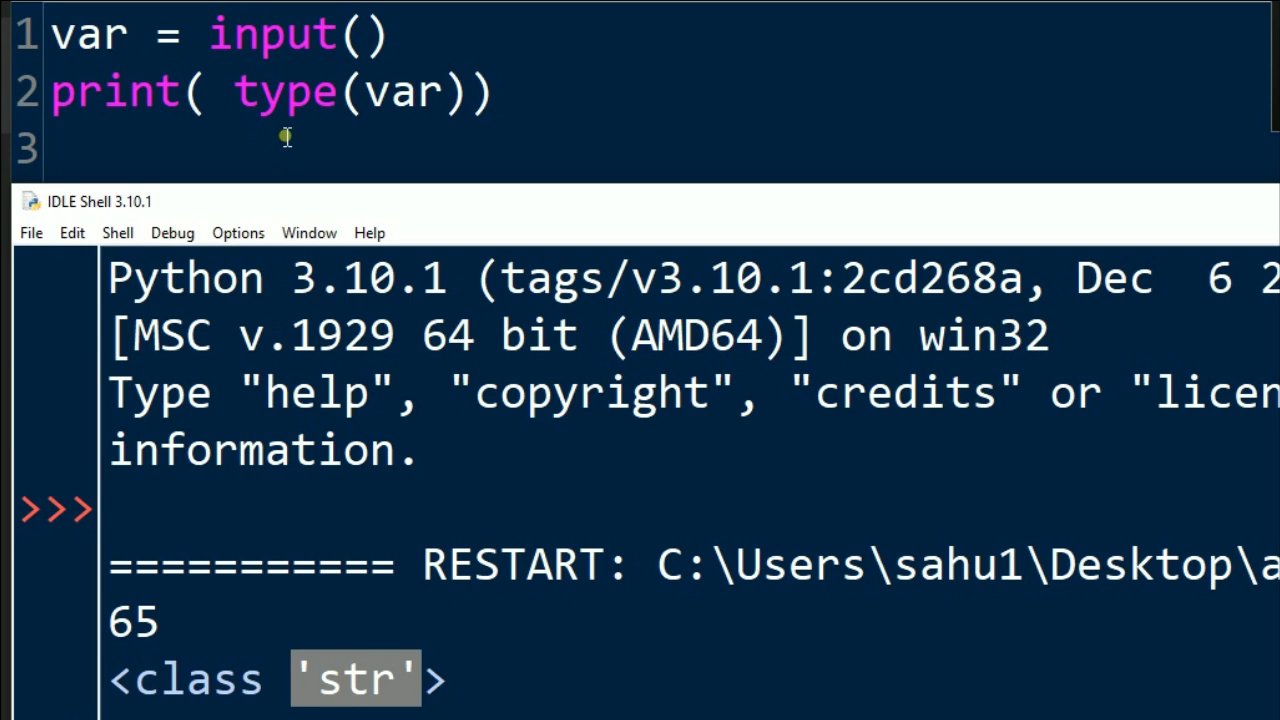 1 var = input()
2 print( type(var))
3
IDLE Shell 3.10.1
File Edit Shell Debug Options Window Help
Python 3.10.1 (tags/v3.10.1:2cd268a, Dec  6 2
[MSC v.1929 64 bit (AMD64)] on win32
Type "help", "copyright", "credits" or "licen
information.
>>>
=========== RESTART: C:\Users\sahu1\Desktop\a
65
<class 'str'>